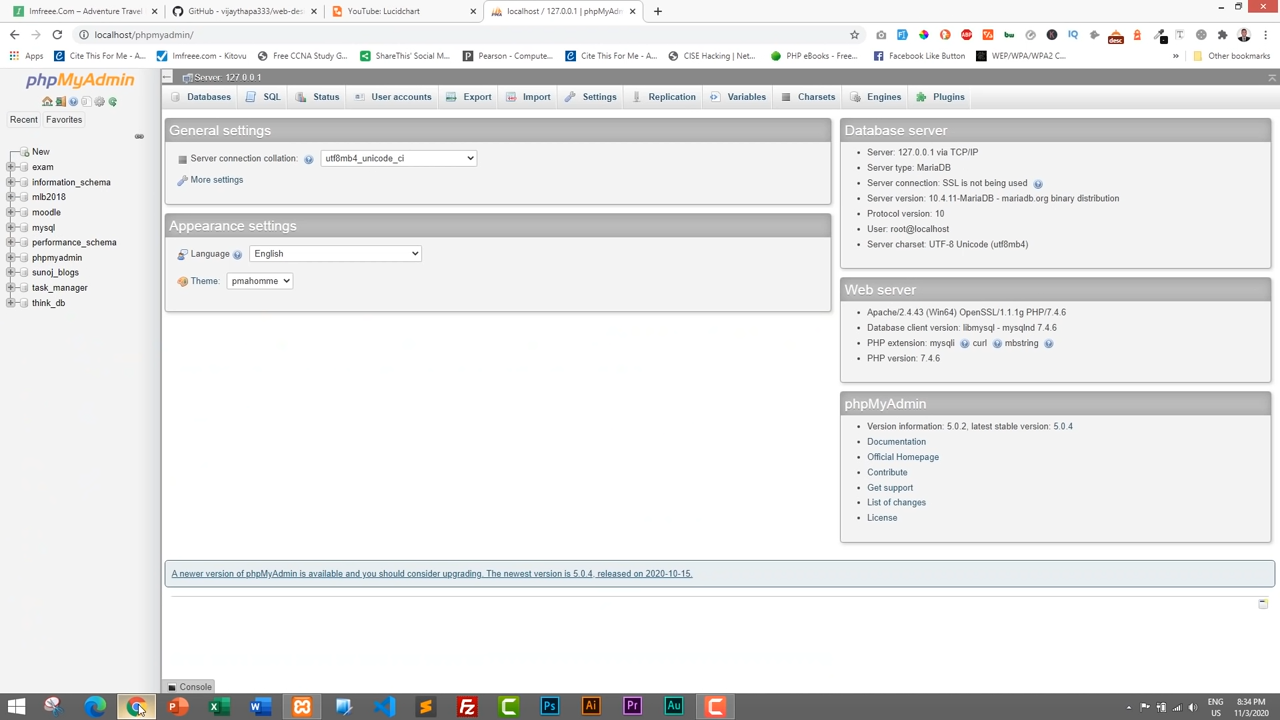 Imfreee.Com – Adventure Travel
GitHub - vijaythapa333/web-des
YouTube: Lucidchart
localhost / 127.0.0.1 | phpMyAdm
localhost/phpmyadmin/
Apps
Cite This For Me - A...
Imfreee.com - Kitovu
Free CCNA Study G...
ShareThis' Social M...
Pearson - Compute...
Cite This For Me - A...
CISE Hacking | Net...
PHP eBooks - Free...
Facebook Like Button
WEP/WPA/WPA2 C...
Other bookmarks
phpMyAdmin
Recent
Favorites
New
exam
information_schema
mlb2018
moodle
mysql
performance_schema
phpmyadmin
sunoj_blogs
task_manager
think_db
Server: 127.0.0.1
Databases
SQL
Status
User accounts
Export
Import
Settings
Replication
Variables
Charsets
Engines
Plugins
General settings
Server connection collation:
utf8mb4_unicode_ci
More settings
Appearance settings
Language
English
Theme:
pmahomme
Database server
Server: 127.0.0.1 via TCP/IP
Server type: MariaDB
Server connection: SSL is not being used
Server version: 10.4.11-MariaDB - mariadb.org binary distribution
Protocol version: 10
User: root@localhost
Server charset: UTF-8 Unicode (utf8mb4)
Web server
Apache/2.4.43 (Win64) OpenSSL/1.1.1g PHP/7.4.6
Database client version: libmysql - mysqlnd 7.4.6
PHP extension: mysqli curl mbstring
PHP version: 7.4.6
phpMyAdmin
Version information: 5.0.2, latest stable version: 5.0.4
Documentation
Official Homepage
Contribute
Get support
List of changes
License
A newer version of phpMyAdmin is available and you should consider upgrading. The newest version is 5.0.4, released on 2020-10-15.
Console
ENG
US
8:34 PM
11/3/2020